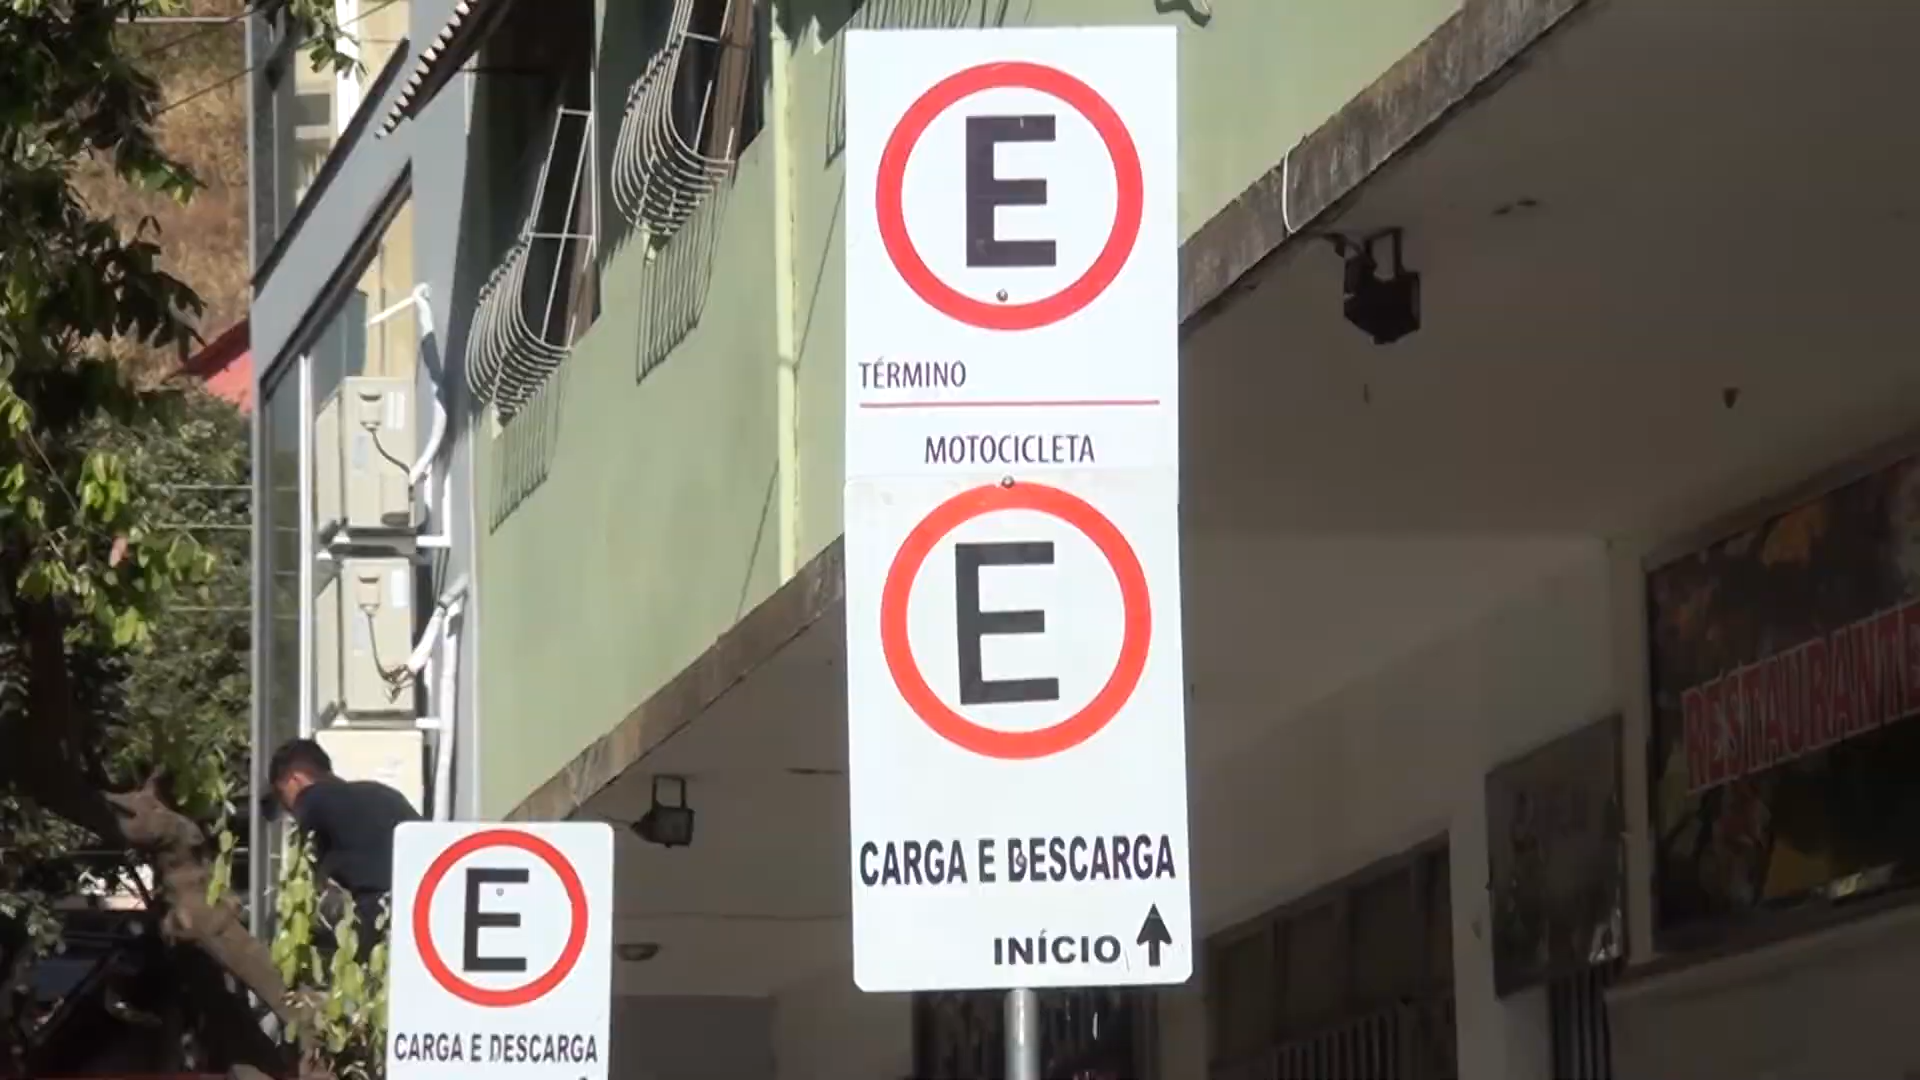 E
TÉRMINO
MOTOCICLETA
E
CARGA E DESCARGA
INÍCIO
E
CARGA E DESCARGA
RESTAURANTE